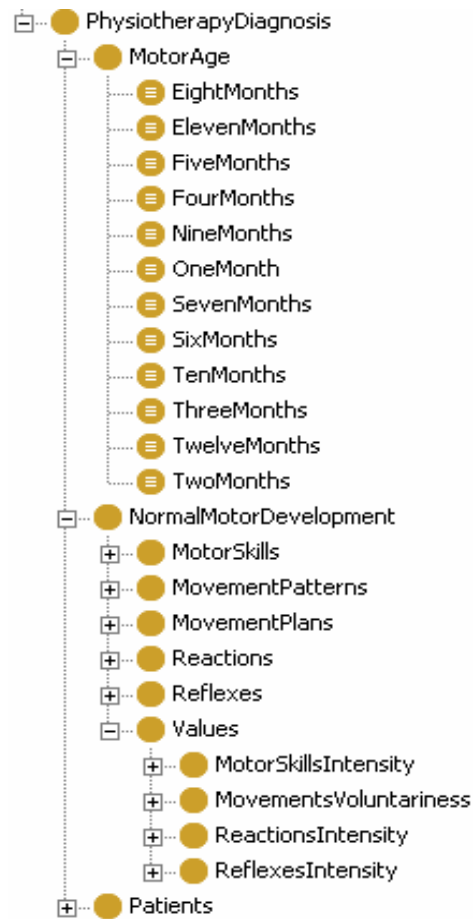 PhysiotherapyDiagnosis
MotorAge
EightMonths
ElevenMonths
FiveMonths
FourMonths
NineMonths
OneMonth
SevenMonths
SixMonths
TenMonths
ThreeMonths
TwelveMonths
TwoMonths
NormalMotorDevelopment
MotorSkills
MovementPatterns
MovementPlans
Reactions
Reflexes
Values
MotorSkillsIntensity
MovementsVoluntariness
ReactionsIntensity
ReflexesIntensity
Patients